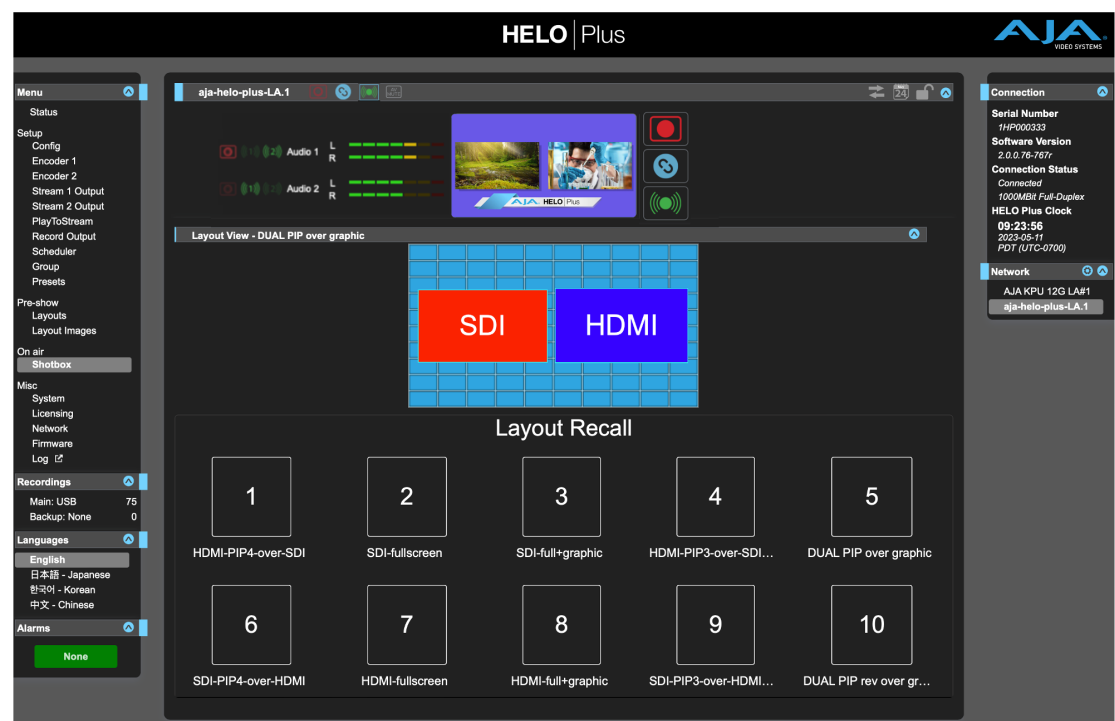 HELO Plus
AJA
VIDEO SYSTEMS
Menu
Status
Setup
Config
Encoder 1
Encoder 2
Stream 1 Output
Stream 2 Output
PlayToStream
Record Output
Scheduler
Group
Presets
Pre-show
Layouts
Layout Images
On air
Shotbox
Misc
System
Licensing
Network
Firmware
Log
Recordings
Main: USB 75
Backup: None 0
Languages
English
日本語 - Japanese
한국어 - Korean
中文 - Chinese
Alarms
None
aja-helo-plus-LA.1
24
2 Audio 1 L
R
1 Audio 2 L
R
AJA HELO Plus
Layout View - DUAL PIP over graphic
SDI HDMI
Layout Recall
1 2 3 4 5
HDMI-PIP4-over-SDI SDI-fullscreen SDI-full+graphic HDMI-PIP3-over-SDI... DUAL PIP over graphic
6 7 8 9 10
SDI-PIP4-over-HDMI HDMI-fullscreen HDMI-full+graphic SDI-PIP3-over-HDMI... DUAL PIP rev over gr...
Connection
Serial Number
1HP000333
Software Version
2.0.0.76-767r
Connection Status
Connected
1000MBit Full-Duplex
HELO Plus Clock
09:23:56
2023-05-11
PDT (UTC-0700)
Network
AJA KPU 12G LA#1
aja-helo-plus-LA.1